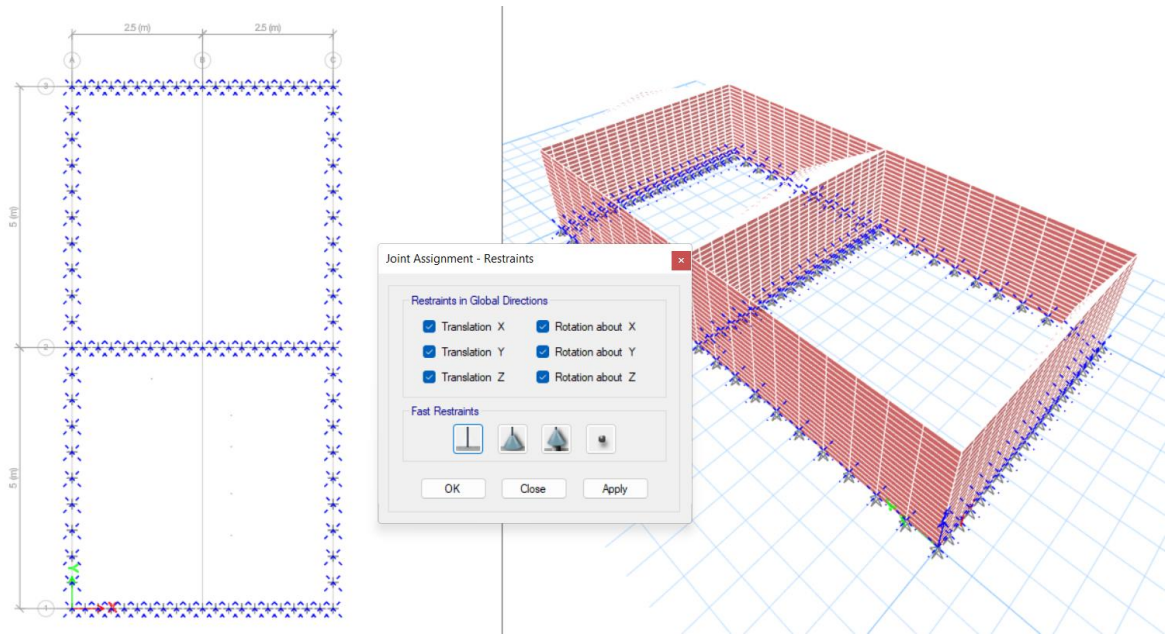 2.5 (m)
2.5 (m)
A
B
C
3
5 (m)
2
5 (m)
Y
1
X
Joint Assignment - Restraints
Restraints in Global Directions
Translation X
Rotation about X
Translation Y
Rotation about Y
Translation Z
Rotation about Z
Fast Restraints
OK
Close
Apply